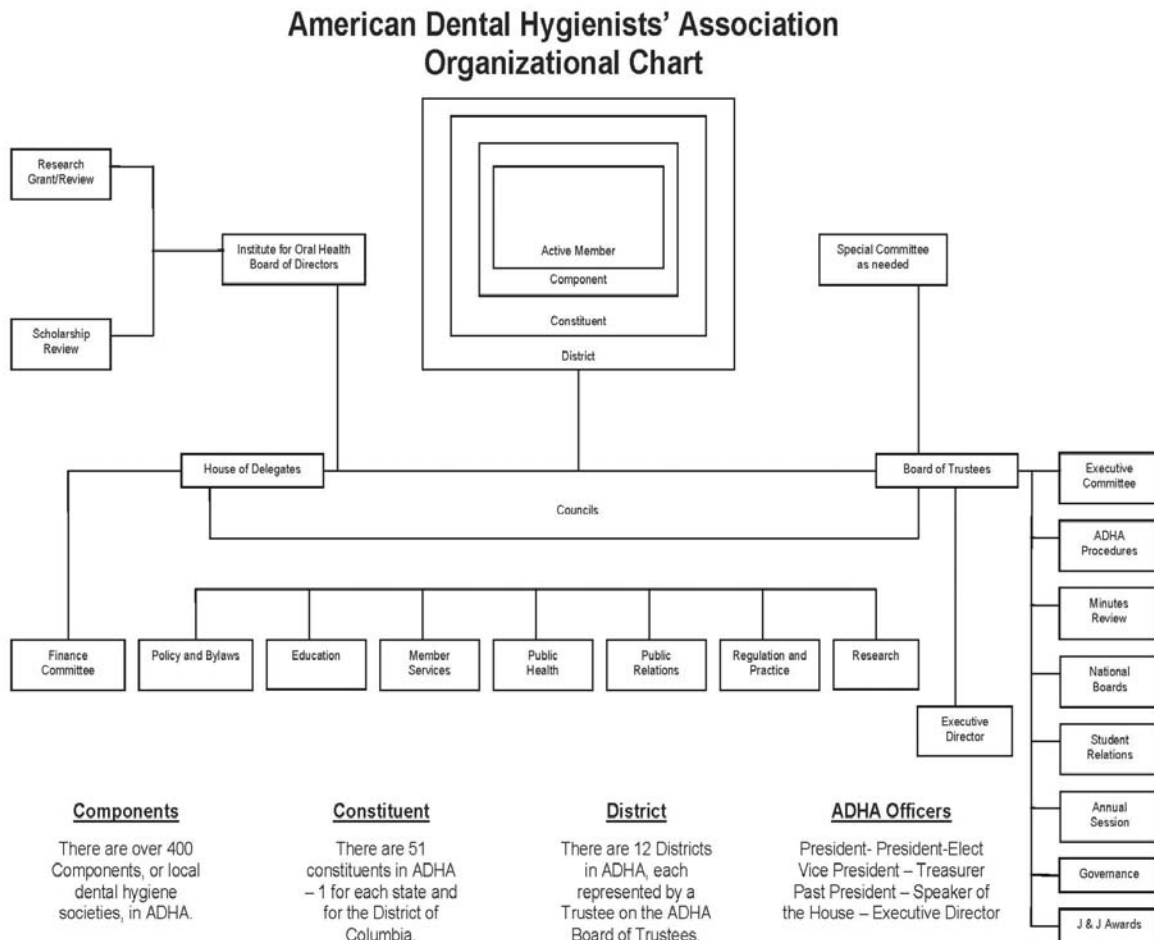 American Dental Hygienists' Association
Organizational Chart
Research
Grant/Review
Institute for Oral Health
Board of Directors
Scholarship
Review
Active Member
Component
Constituent
District
Special Committee
as needed
House of Delegates
Board of Trustees
Councils
Executive
Committee
ADHA
Procedures
Minutes
Review
National
Boards
Student
Relations
Annual
Session
Governance
J & J Awards
Finance
Committee
Policy and Bylaws
Education
Member
Services
Public
Health
Public
Relations
Regulation and
Practice
Research
Executive
Director
Components
There are over 400
Components, or local
dental hygiene
societies, in ADHA.
Constituent
There are 51
constituents in ADHA
– 1 for each state and
for the District of
Columbia.
District
There are 12 Districts
in ADHA, each
represented by a
Trustee on the ADHA
Board of Trustees.
ADHA Officers
President- President-Elect
Vice President – Treasurer
Past President – Speaker of
the House – Executive Director